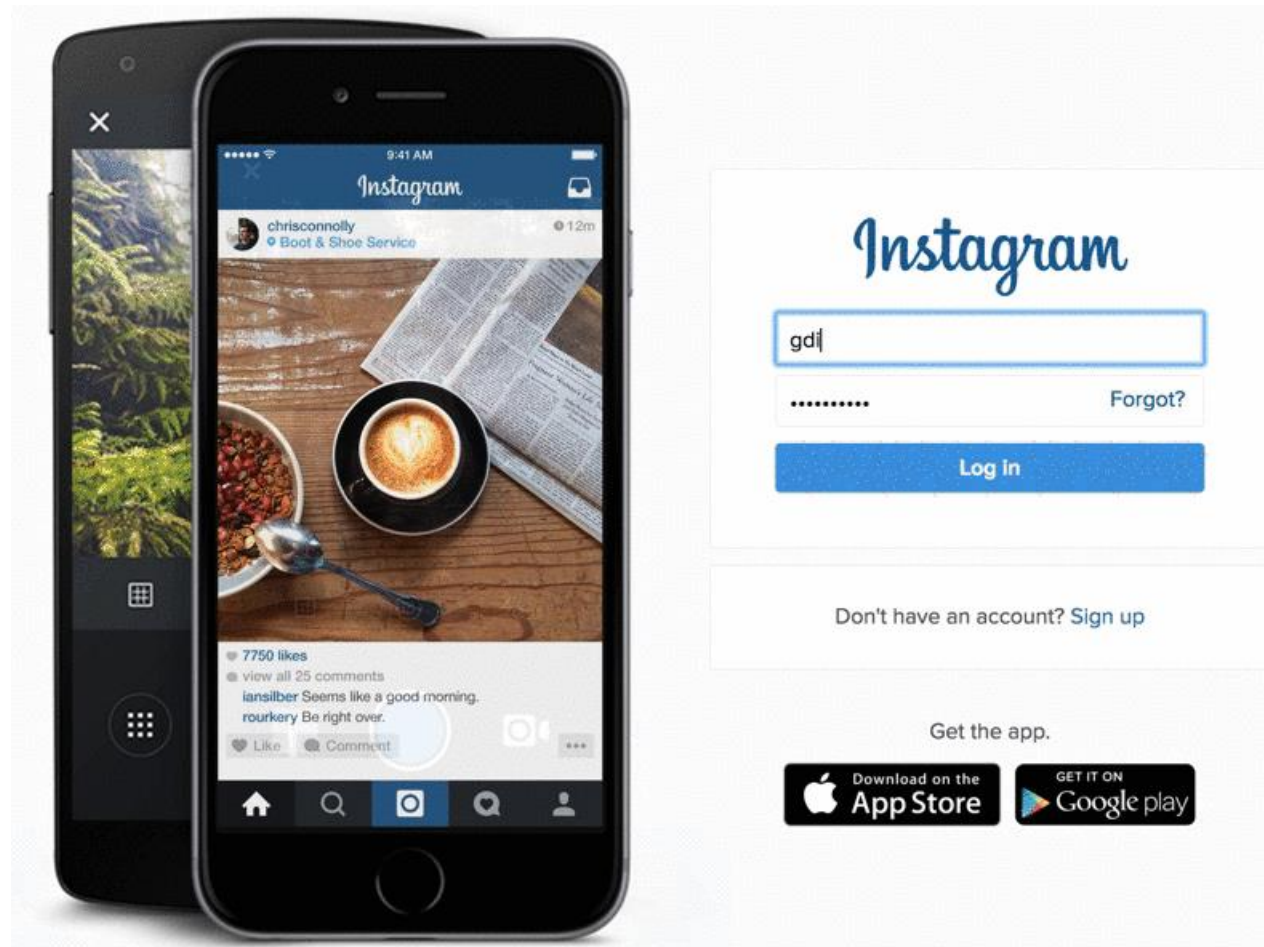 9:41 AM
Instagram
chrisconnolly
12m
Boot & Shoe Service
7750 likes
view all 25 comments
iansilber Seems like a good morning.
rourkery Be right over.
Like
Comment
Instagram
gdi
Forgot?
Log in
Don't have an account? Sign up
Get the app.
Download on the
App Store
GET IT ON
Google play